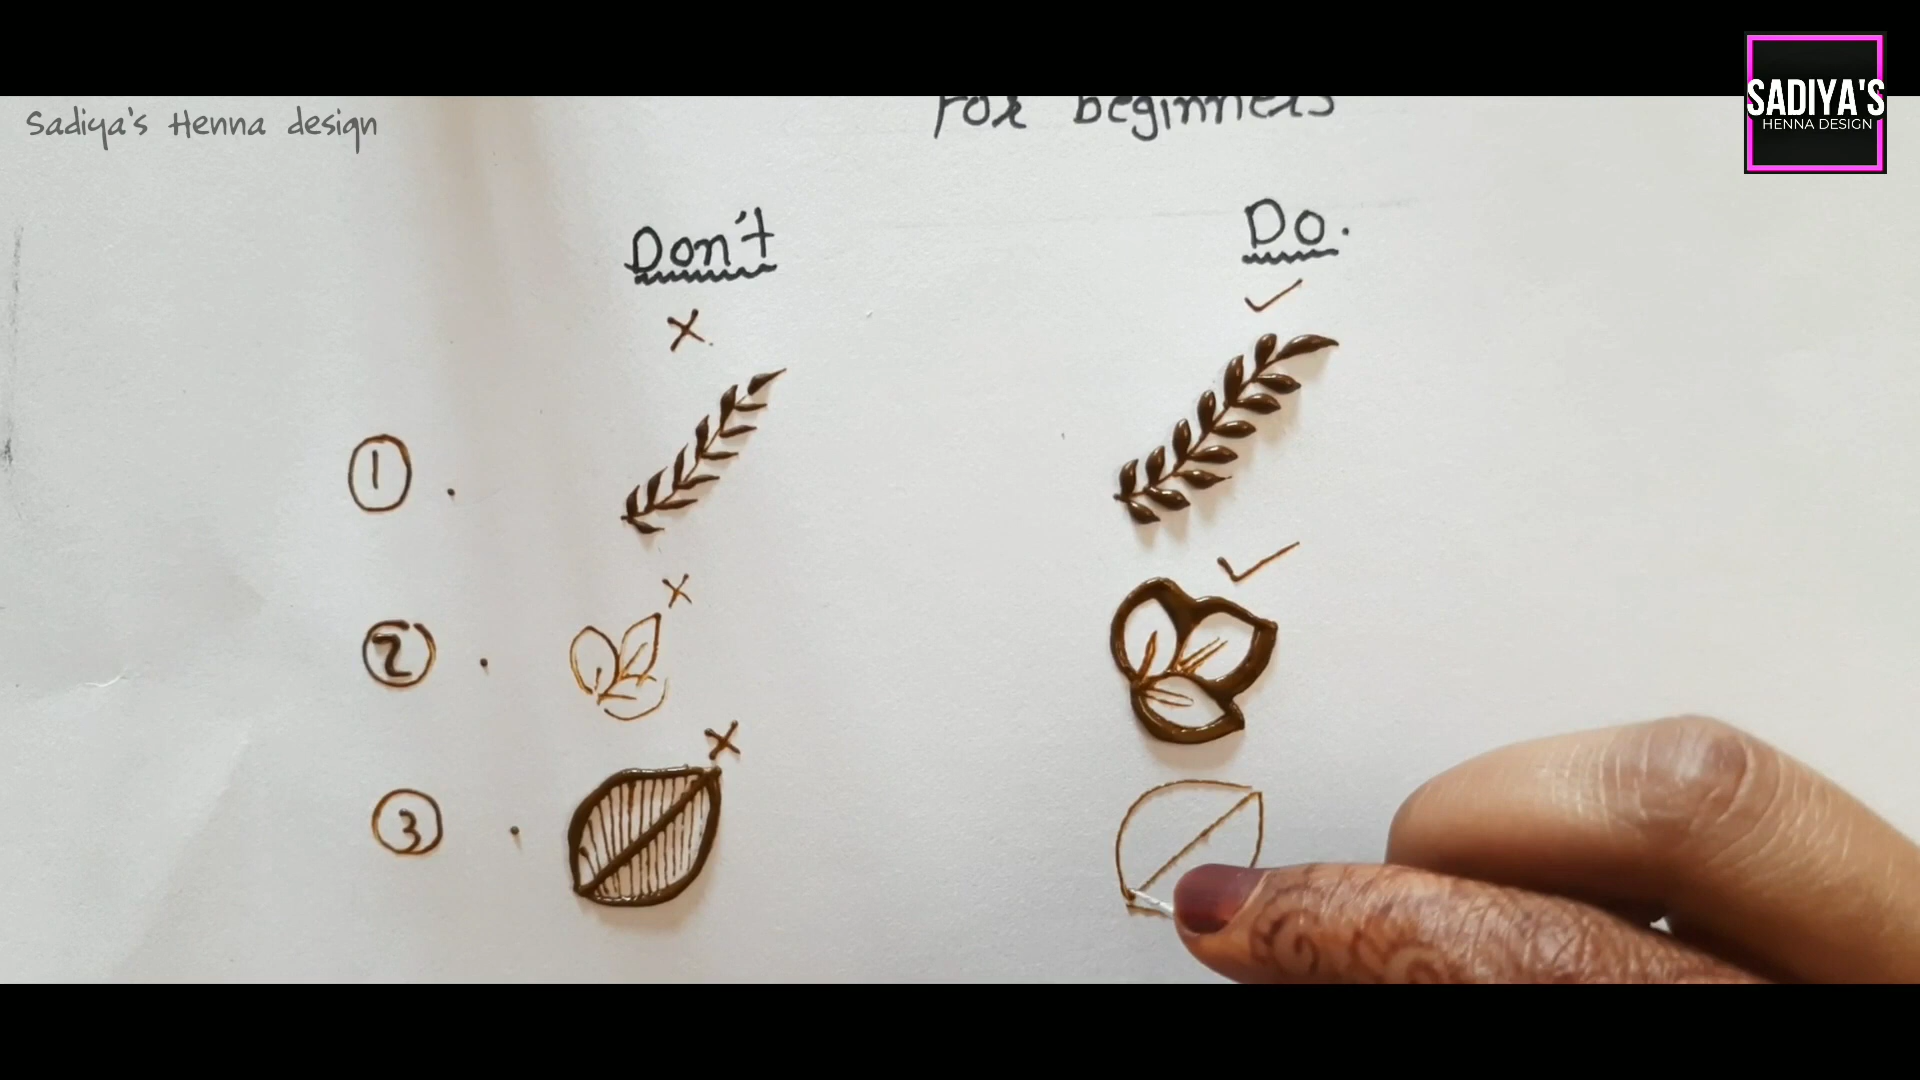 For beginners
Sadiya's Henna design
SADIYA'S
HENNA DESIGN
Don't
Do.
1
2
3